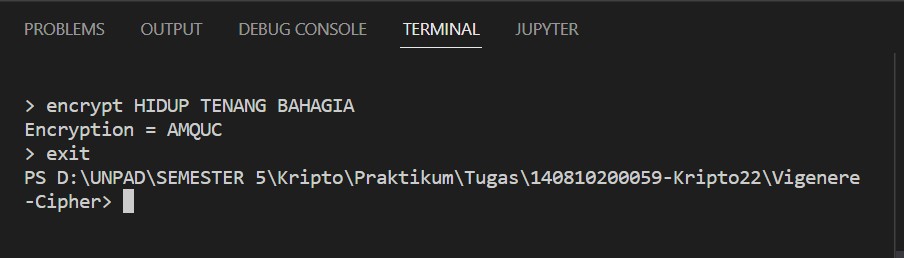 PROBLEMS OUTPUT DEBUG CONSOLE TERMINAL JUPYTER
> encrypt HIDUP TENANG BAHAGIA
Encryption = AMQUC
> exit
PS D:\UNPAD\SEMESTER 5\Kripto\Praktikum\Tugas\140810200059-Kripto22\Vigenere
-Cipher>